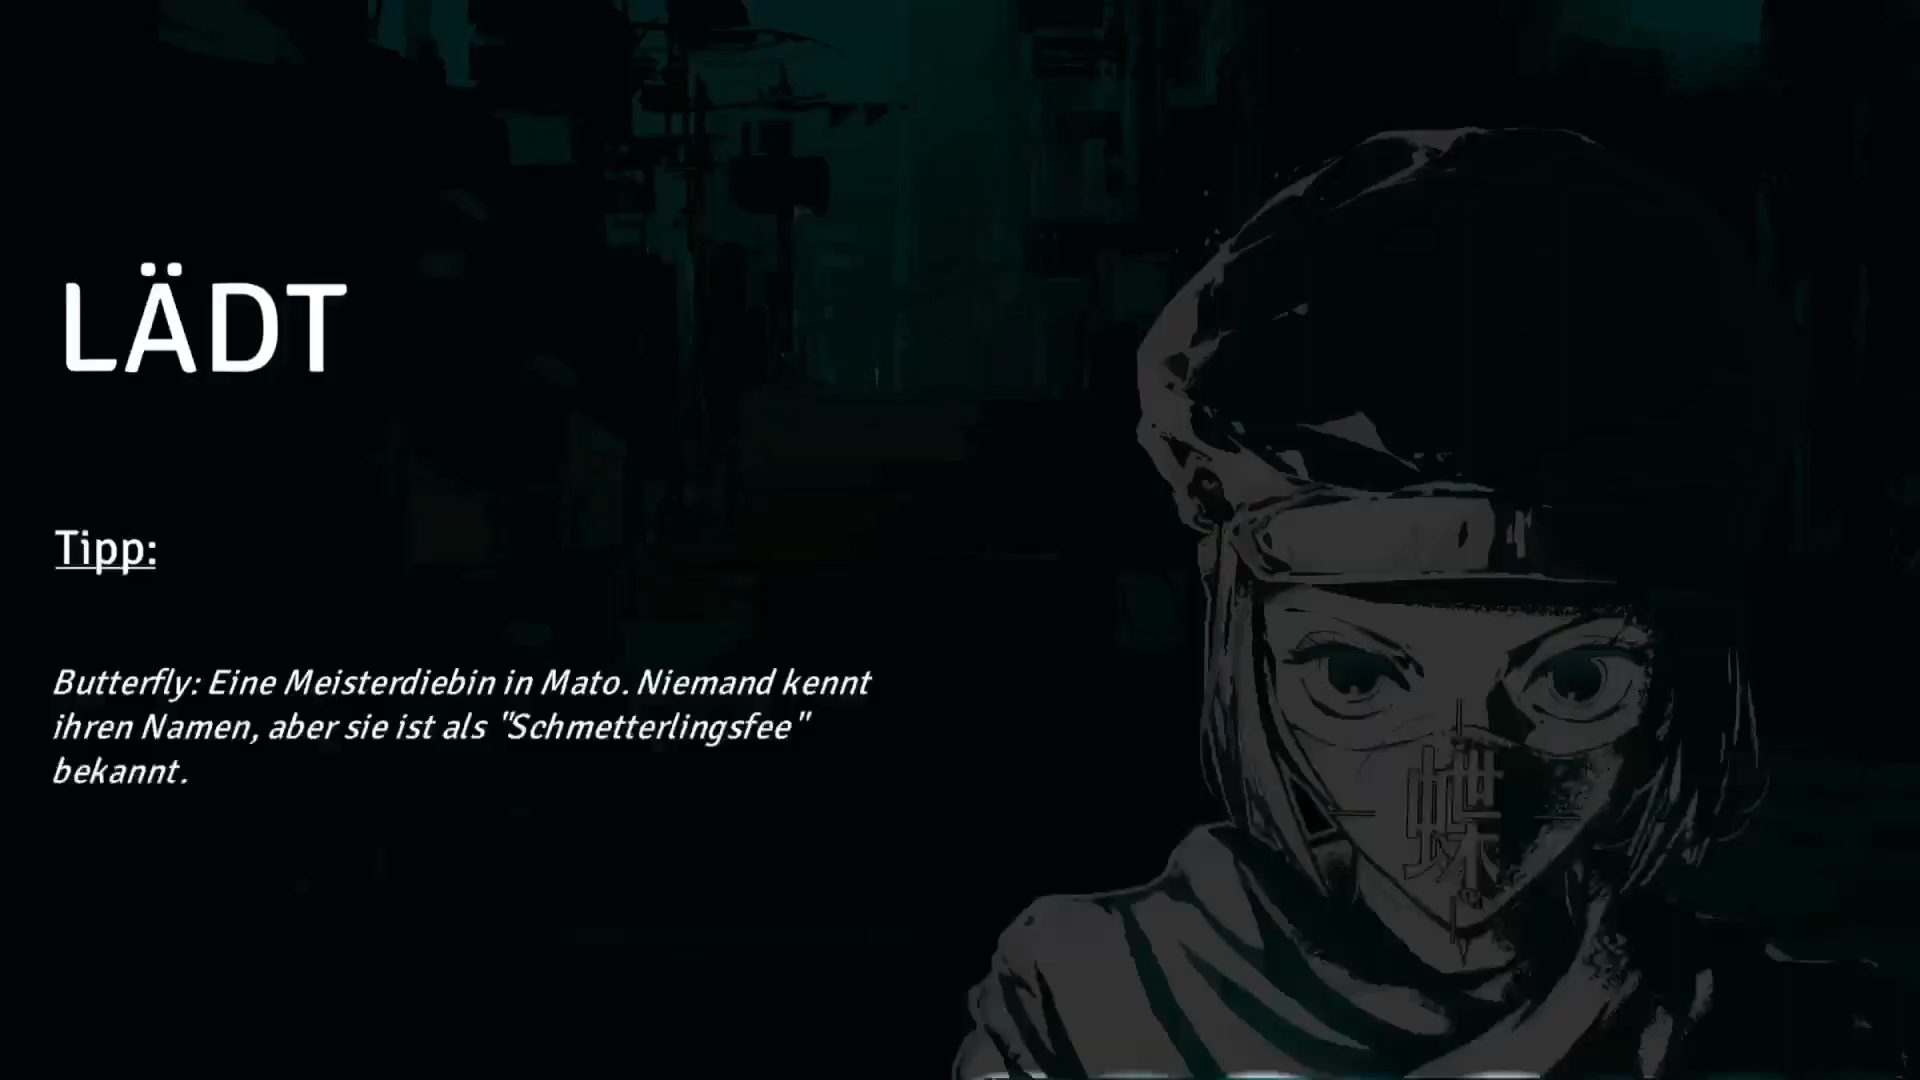 LÄDT
Tipp:
Butterfly: Eine Meisterdiebin in Mato. Niemand kennt
ihren Namen, aber sie ist als "Schmetterlingsfee"
bekannt.
蝶